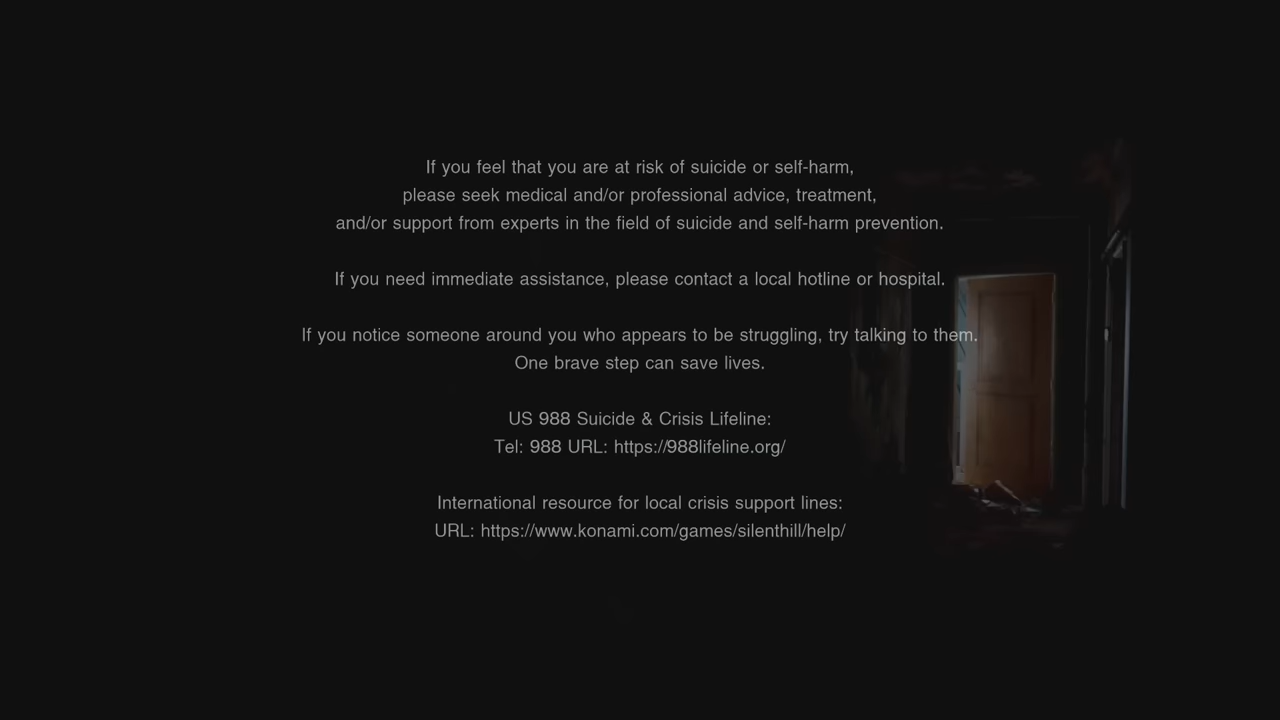 If you feel that you are at risk of suicide or self-harm,
please seek medical and/or professional advice, treatment,
and/or support from experts in the field of suicide and self-harm prevention.
If you need immediate assistance, please contact a local hotline or hospital.
If you notice someone around you who appears to be struggling, try talking to them.
One brave step can save lives.
US 988 Suicide & Crisis Lifeline:
Tel: 988 URL: https://988lifeline.org/
International resource for local crisis support lines:
URL: https://www.konami.com/games/silenthill/help/